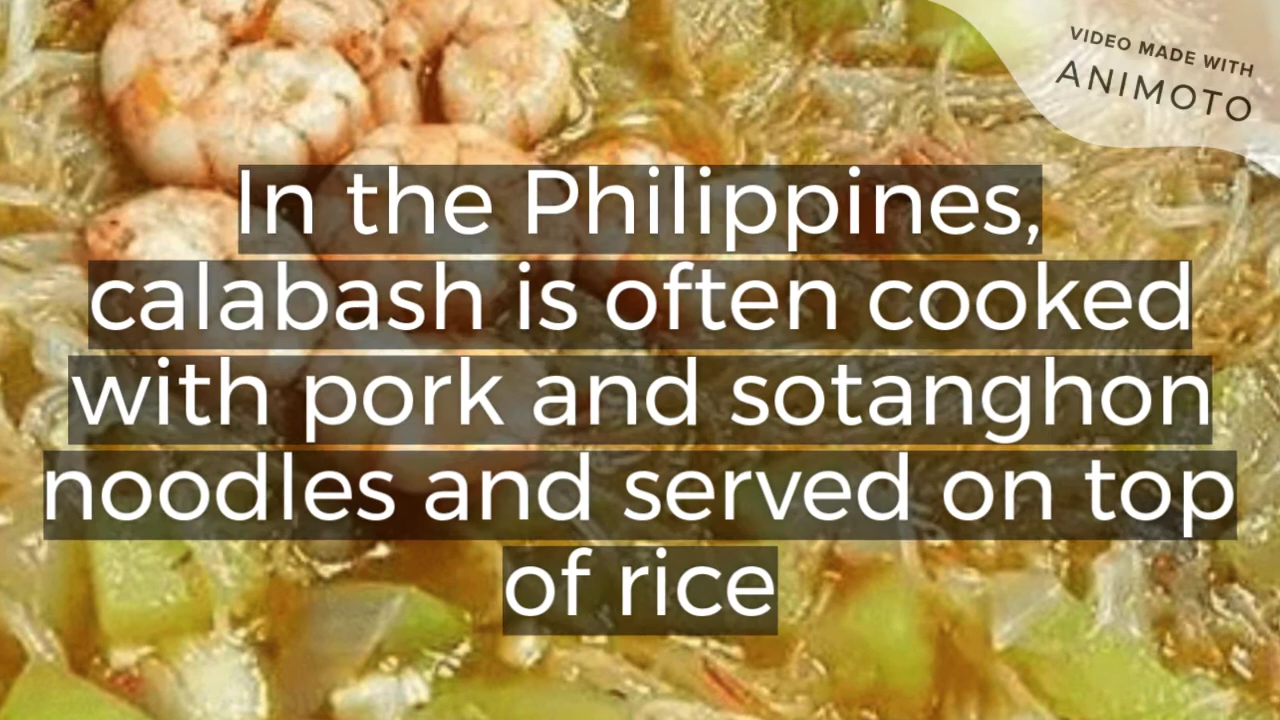 VIDEO MADE WITH
ANIMOTO
In the Philippines,
calabash is often cooked
with pork and sotanghon
noodles and served on top
of rice